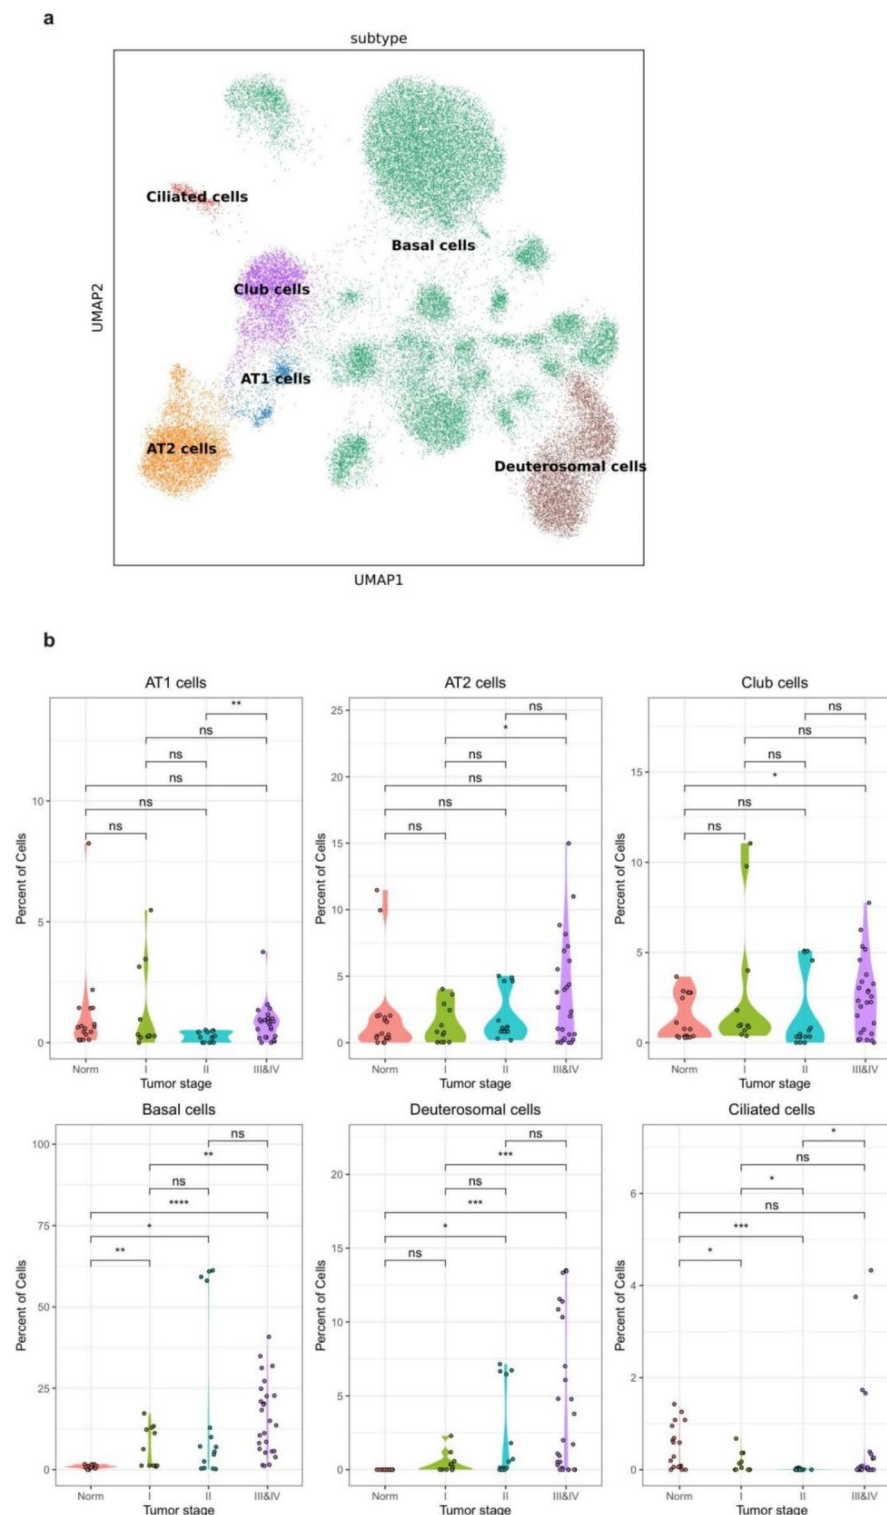 a
subtype
Ciliated cells
Basal cells
Club cells
AT1 cells
AT2 cells
Deuterosomal cells
UMAP2
UMAP1
b
AT1 cells
**
ns
ns
ns
ns
ns
10
5
0
Percent of Cells
Norm I II III&IV
Tumor stage
AT2 cells
ns
*
ns
ns
ns
ns
25
20
15
10
5
0
Percent of Cells
Norm I II III&IV
Tumor stage
Club cells
ns
ns
ns
*
ns
ns
15
10
5
0
Percent of Cells
Norm I II III&IV
Tumor stage
Basal cells
ns
**
ns
****
*
**
100
75
50
25
0
Percent of Cells
Norm I II III&IV
Tumor stage
Deuterosomal cells
ns
***
ns
***
*
ns
20
15
10
5
0
Percent of Cells
Norm I II III&IV
Tumor stage
Ciliated cells
*
ns
*
ns
***
*
6
4
2
0
Percent of Cells
Norm I II III&IV
Tumor stage